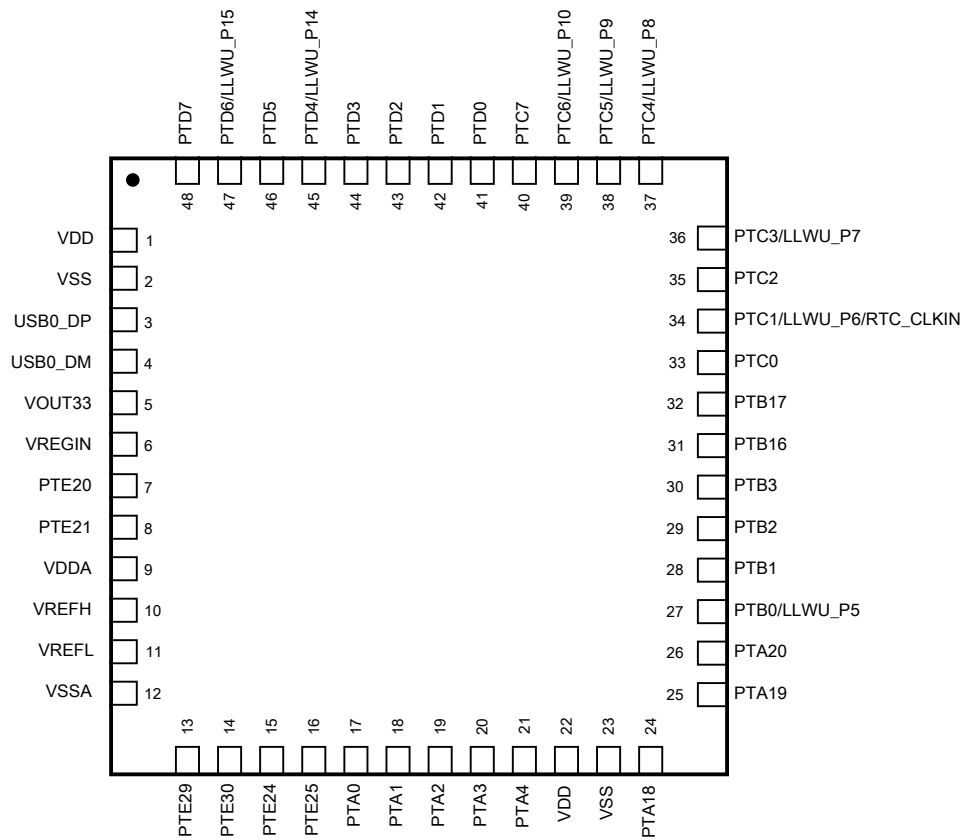 PTD7
PTD6/LLWU_P15
PTD5
PTD4/LLWU_P14
PTD3
PTD2
PTD1
PTD0
PTC7
PTC6/LLWU_P10
PTC5/LLWU_P9
PTC4/LLWU_P8
48
47
46
45
44
43
42
41
40
39
38
37
VDD 1
VSS 2
USB0_DP 3
USB0_DM 4
VOUT33 5
VREGIN 6
PTE20 7
PTE21 8
VDDA 9
VREFH 10
VREFL 11
VSSA 12
36 PTC3/LLWU_P7
35 PTC2
34 PTC1/LLWU_P6/RTC_CLKIN
33 PTC0
32 PTB17
31 PTB16
30 PTB3
29 PTB2
28 PTB1
27 PTB0/LLWU_P5
26 PTA20
25 PTA19
13
14
15
16
17
18
19
20
21
22
23
24
PTE29
PTE30
PTE24
PTE25
PTA0
PTA1
PTA2
PTA3
PTA4
VDD
VSS
PTA18